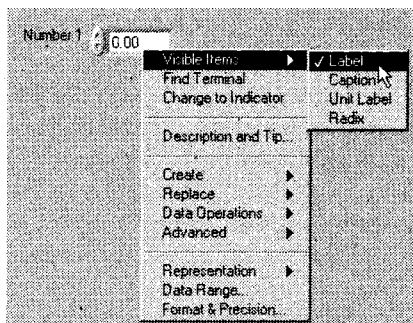 Number 1 0.00
Visible Items
Find Terminal
Change to Indicator
Description and Tip...
Create
Replace
Data Operations
Advanced
Representation
Data Range...
Format & Precision...
✓ Label
Caption
Unit Label
Radix